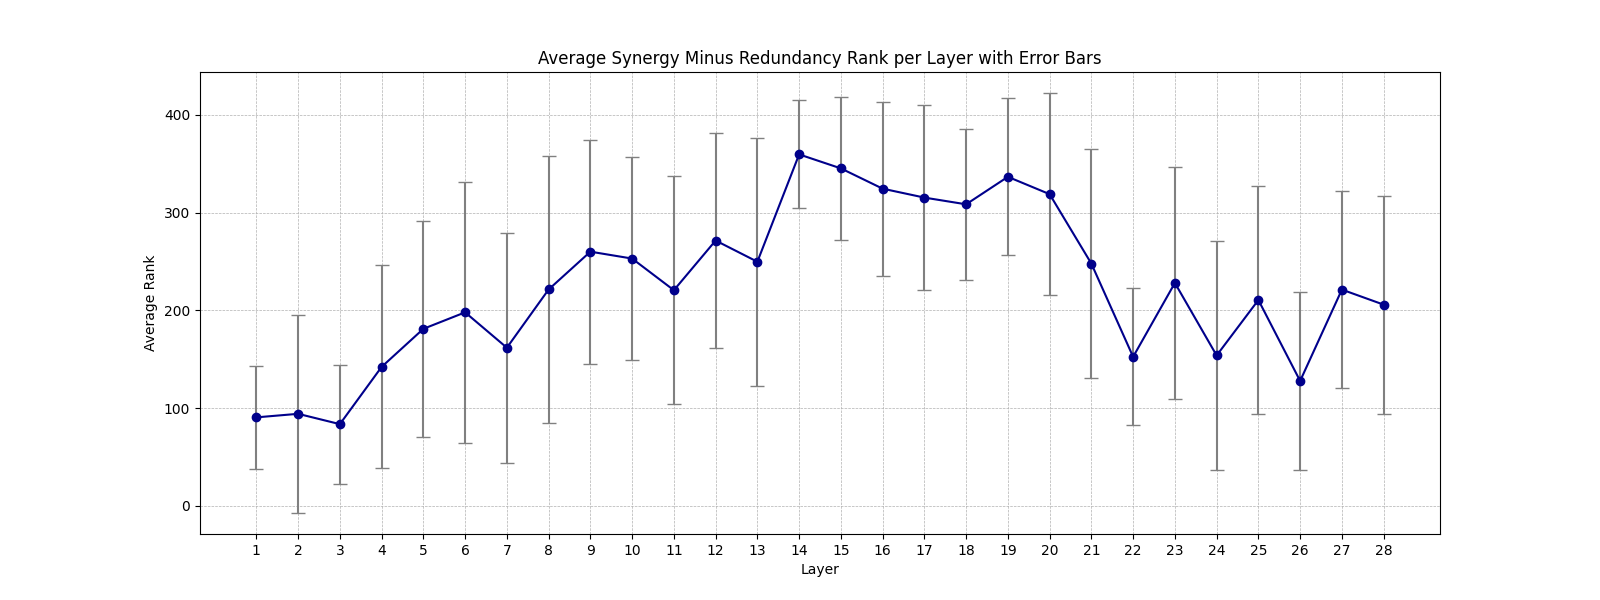 Average Synergy Minus Redundancy Rank per Layer with Error Bars
400
300
200
100
0
Average Rank
1 2 3 4 5 6 7 8 9 10 11 12 13 14 15 16 17 18 19 20 21 22 23 24 25 26 27 28
Layer